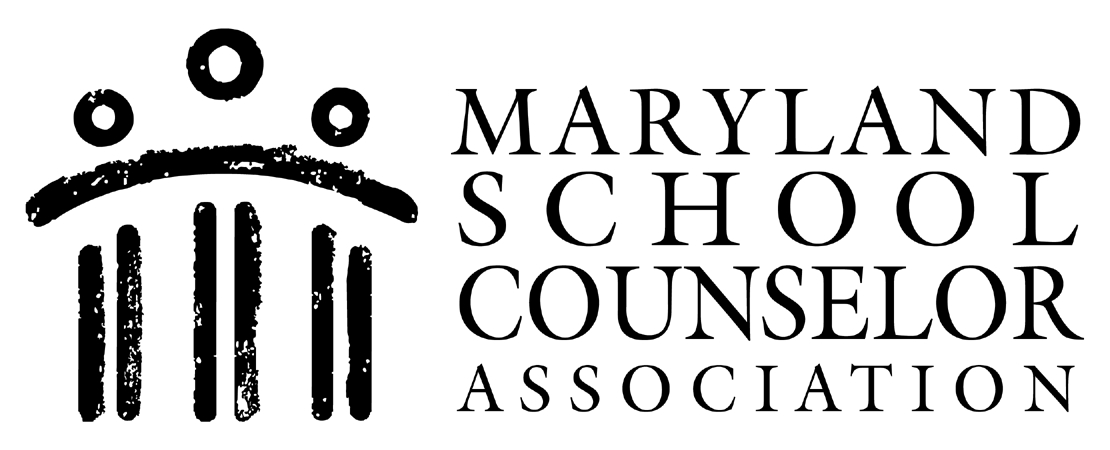 MARYLAND
SCHOOL
COUNSELOR
ASSOCIATION